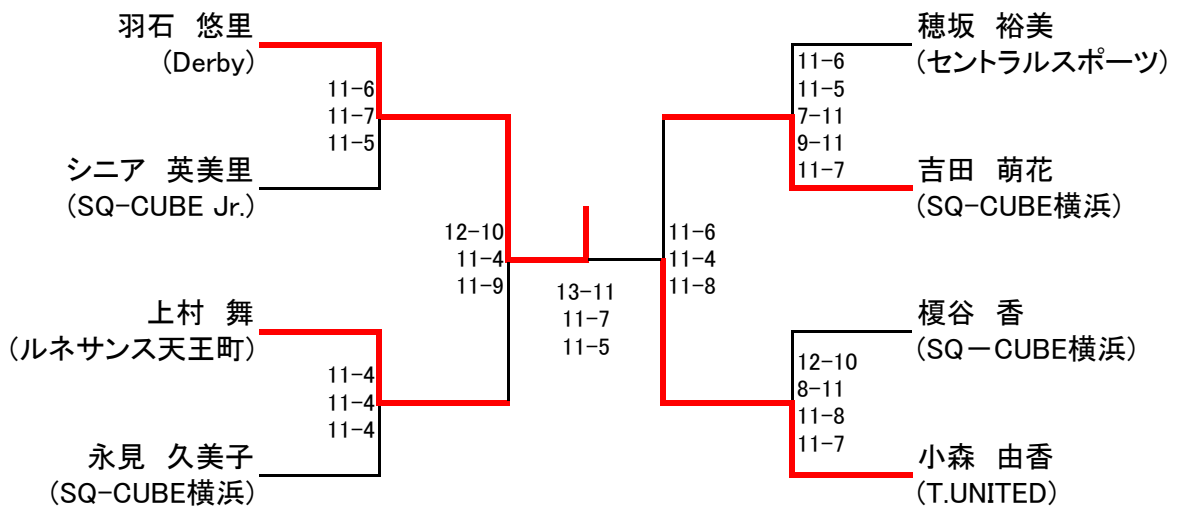 羽石　悠里
(Derby)
11-6
11-7
11-5
シニア　英美里
(SQ-CUBE Jr.)
12-10
11-4
11-9
上村　舞
(ルネサンス天王町)
11-4
11-4
11-4
永見　久美子
(SQ-CUBE横浜)
13-11
11-7
11-5
穂坂　裕美
(セントラルスポーツ)
11-6
11-5
7-11
9-11
11-7
吉田　萌花
(SQ-CUBE横浜)
11-6
11-4
11-8
榎谷　香
(SQ－CUBE横浜)
12-10
8-11
11-8
11-7
小森　由香
(T.UNITED)